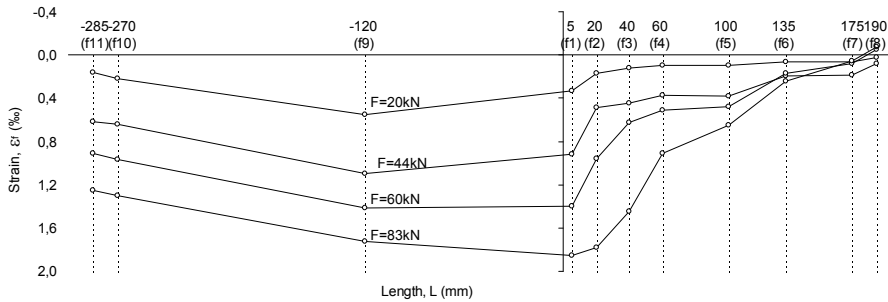 -0,4
-285 -270 -120 5 20 40 60 100 135 175 190
(f11) (f10) (f9) (f1) (f2) (f3) (f4) (f5) (f6) (f7) (f8)
0,0
0,4
F=20kN
0,8
F=44kN
1,2
F=60kN
1,6
F=83kN
2,0
Strain, εf (‰)
Length, L (mm)